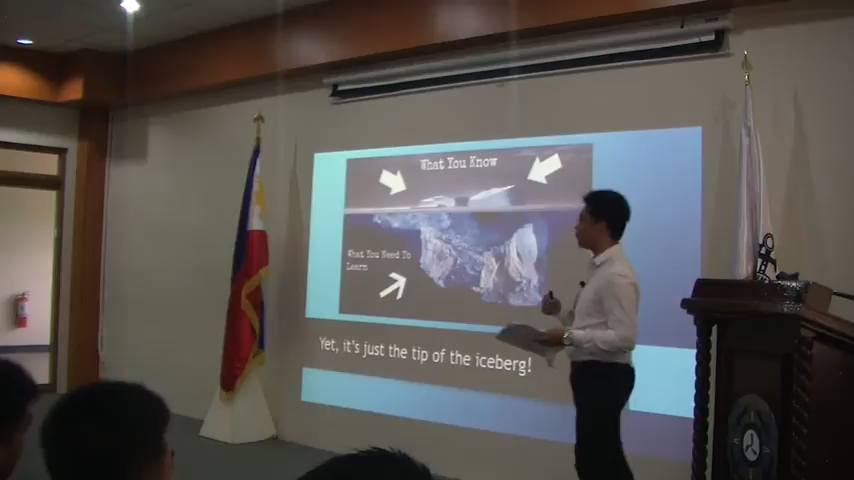 What You Know
What You Need To
Learn
Yet, it's just the tip of the iceberg!